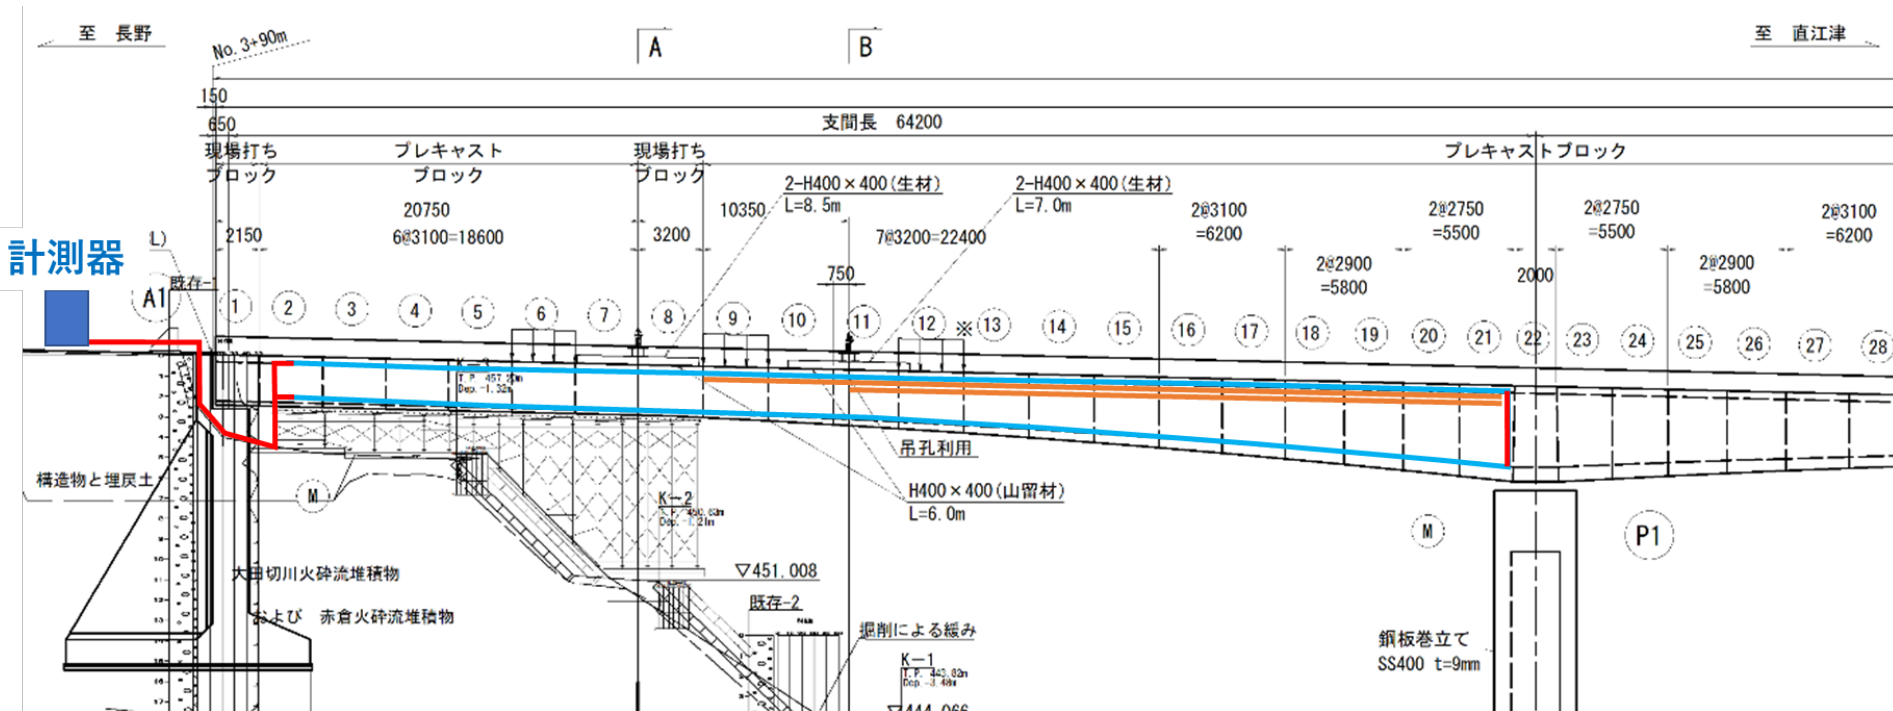 至 長野
至 直江津
No.3+90m
A
B
150
支間長 64200
650
現場打ち
ブロック
プレキャスト
ブロック
現場打ち
ブロック
プレキャストブロック
2-H400×400(生材)
L=8.5m
2-H400×400(生材)
L=7.0m
20750
10350
2150
6@3100=18600
3200
7@3200=22400
2@3100
=6200
2@2750
=5500
2@2750
=5500
2@3100
=6200
2@2900
=5800
2000
2@2900
=5800
750
計測器
既存-1
A1
1
2
3
4
5
6
7
8
9
10
11
12
※
13
14
15
16
17
18
19
20
21
22
23
24
25
26
27
28
吊孔利用
H400×400(山留材)
L=6.0m
構造物と埋戻土
M
K-2
M
P1
大田切川火砕流堆積物
および 赤倉火砕流堆積物
▽451.008
既存-2
掘削による緩み
K-1
鋼板巻立て
SS400 t=9mm
▽444.066